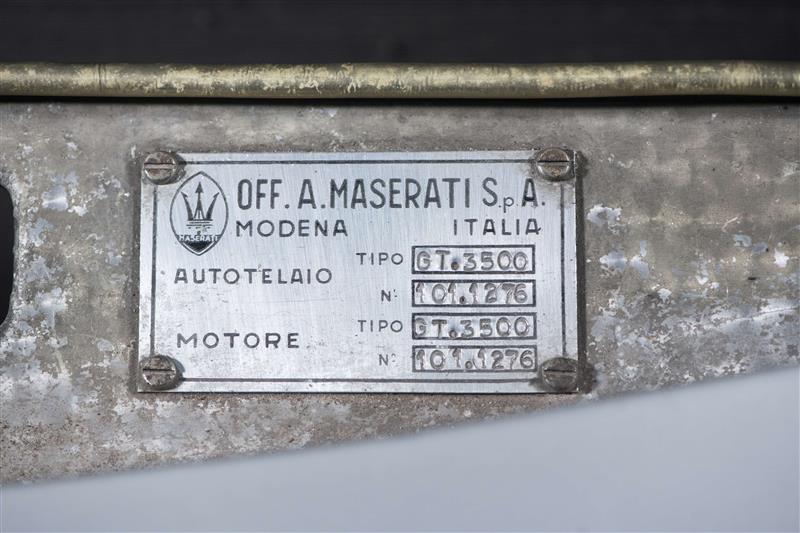 OFF. A. MASERATI S.p.A.
MASERATI
MODENA ITALIA
AUTOTELAIO TIPO GT.3500
N° 101.1276
MOTORE TIPO GT.3500
N° 101.1276